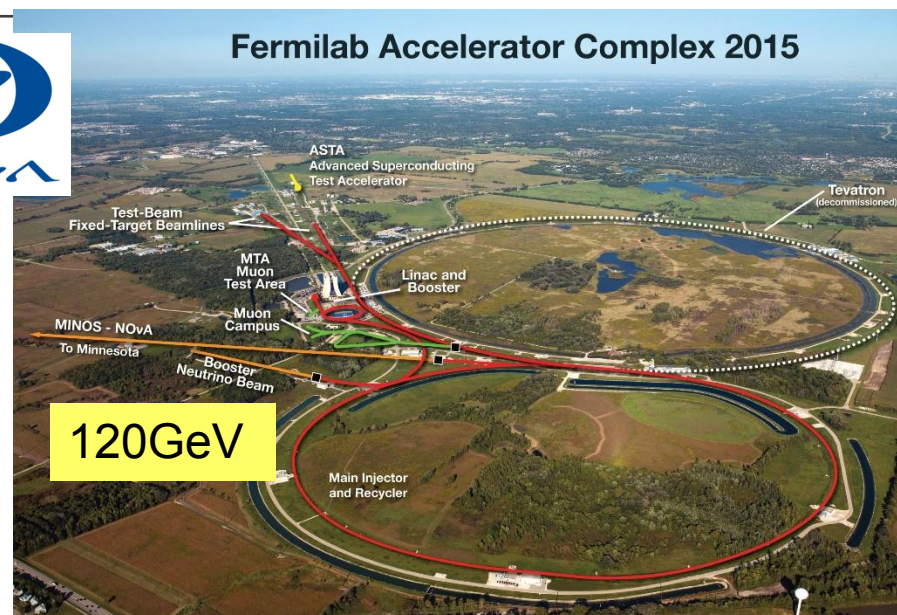 Fermilab Accelerator Complex 2015
ASTA
Advanced Superconducting
Test Accelerator
Tevatron
(decommissioned)
Test-Beam
Fixed-Target Beamlines
MTA
Muon
Test Area
Linac and
Booster
Muon
Campus
MINOS - NOνA
To Minnesota
Booster
Neutrino Beam
120GeV
Main Injector
and Recycler